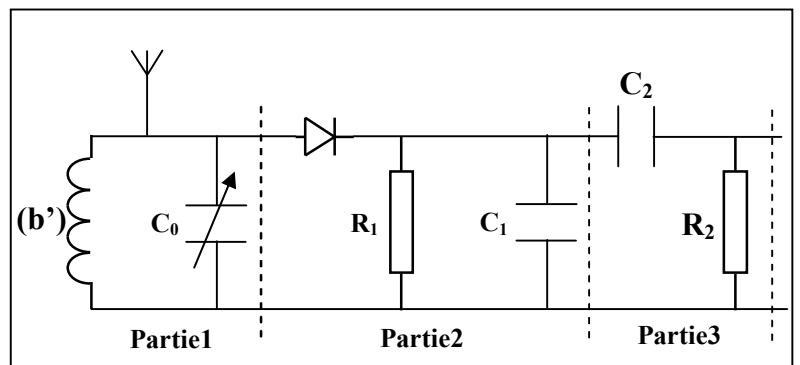 C₂
(b’) C₀ R₁ C₁ R₂
Partie1 Partie2 Partie3